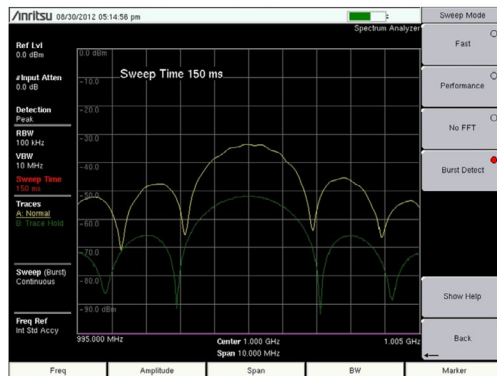 Anritsu 08/30/2012 05:14:58 pm
Sweep Mode
Spectrum Analyzer
Ref Lvl
0.0 dBm
#Input Atten
0.0 dB
Detection
Peak
RBW
100 kHz
VBW
10 MHz
Sweep Time
150 ms
Traces
A: Normal
B: Trace Hold
Sweep (Burst)
Continuous
Freq Ref
Int Std Accy
0.0 dBm
Sweep Time 150 ms
-10.0
-20.0
-30.0
-40.0
-50.0
-60.0
-70.0
-80.0
-90.0 dBm
995.000 MHz
Center 1.000 GHz
1.005 GHz
Span 10.000 MHz
Fast
Performance
No FFT
Burst Detect
Show Help
Back
Freq
Amplitude
Span
BW
Marker